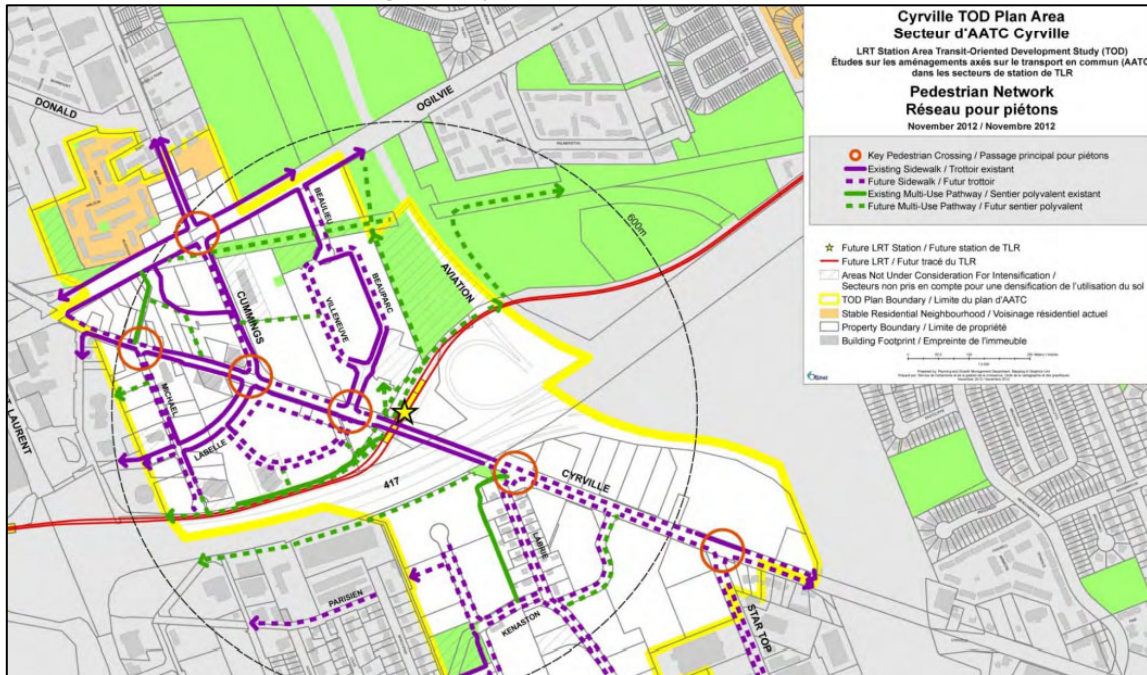 Cyrville TOD Plan Area
Secteur d'AATC Cyrville
LRT Station Area Transit-Oriented Development Study (TOD)
Études sur les aménagements axés sur le transport en commun (AATC)
dans les secteurs de station de TLR
Pedestrian Network
Réseau pour piétons
November 2012 / Novembre 2012
Key Pedestrian Crossing / Passage principal pour piétons
Existing Sidewalk / Trottoir existant
Future Sidewalk / Futur trottoir
Existing Multi-Use Pathway / Sentier polyvalent existant
Future Multi-Use Pathway / Futur sentier polyvalent
Future LRT Station / Future station de TLR
Future LRT / Futur tracé du TLR
Areas Not Under Consideration For Intensification /
Secteurs non pris en compte pour une densification de l'utilisation du sol
TOD Plan Boundary / Limite du plan d'AATC
Stable Residential Neighbourhood / Voisinage résidentiel actuel
Property Boundary / Limite de propriété
Building Footprint / Empreinte de l'immeuble
DONALD
OGILVIE
BEAULIEU
600m
AVIATION
CUMMINGS
BEAUPARC
VILLENEUVE
MICHAEL
T. LAURENT
LABELLE
417
CYRVILLE
LABRIE
PARISIEN
KENASTON
STAR TOP